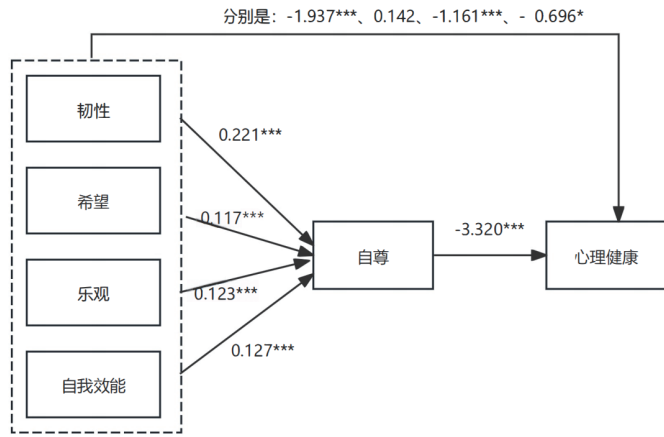 分别是：-1.937***、0.142、-1.161***、- 0.696*
韧性
0.221***
希望
0.117***
自尊
-3.320***
心理健康
乐观
0.123***
0.127***
自我效能